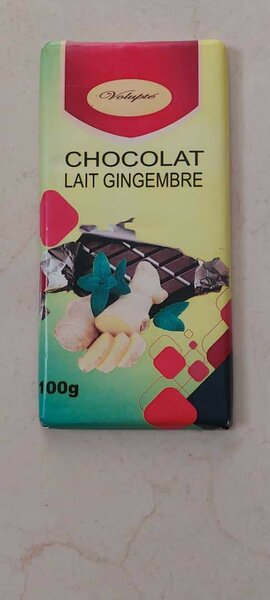 Volupté
CHOCOLAT
LAIT GINGEMBRE
100g